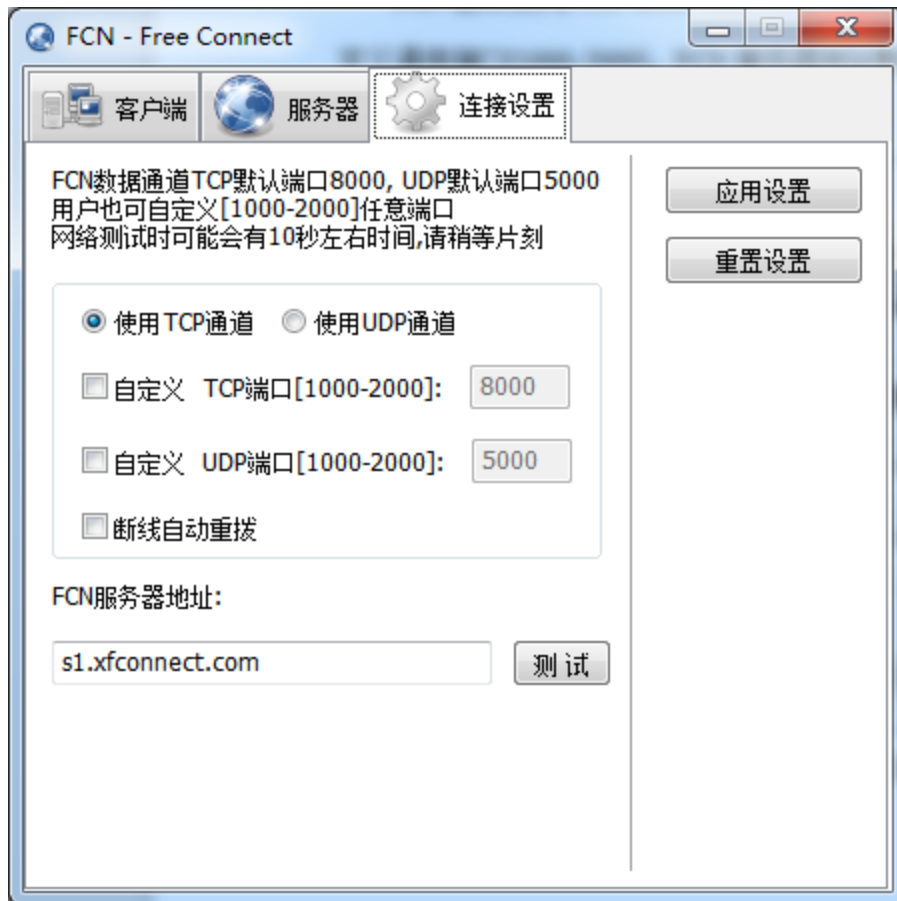 FCN - Free Connect
客户端 服务器 连接设置
FCN数据通道TCP默认端口8000, UDP默认端口5000
用户也可自定义[1000-2000]任意端口
网络测试时可能会有10秒左右时间,请稍等片刻
应用设置
重置设置
使用TCP通道 使用UDP通道
自定义 TCP端口[1000-2000]: 8000
自定义 UDP端口[1000-2000]: 5000
断线自动重拨
FCN服务器地址:
s1.xfconnect.com 测 试